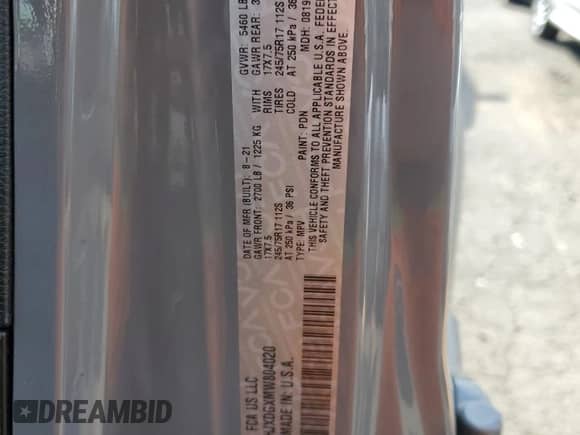 FCA US LLC
JXDGXMW804020
MADE IN U.S.A.
DATE OF MFR (BUILT): 8-21
GVWR: 5460 LB
GAWR FRONT: 2700 LB / 1225 KG WITH GAWR REAR: 3
17X7.5 RIMS 17X7.5
245/75R17 112S TIRES 245/75R17 112S
AT 250 kPa / 36 PSI COLD AT 250 kPa / 36
TYPE: MPV PAINT: PDN MDH: 0819
THIS VEHICLE CONFORMS TO ALL APPLICABLE U.S.A. FEDER
SAFETY AND THEFT PREVENTION STANDARDS IN EFFECT
MANUFACTURE SHOWN ABOVE.
DREAMBID